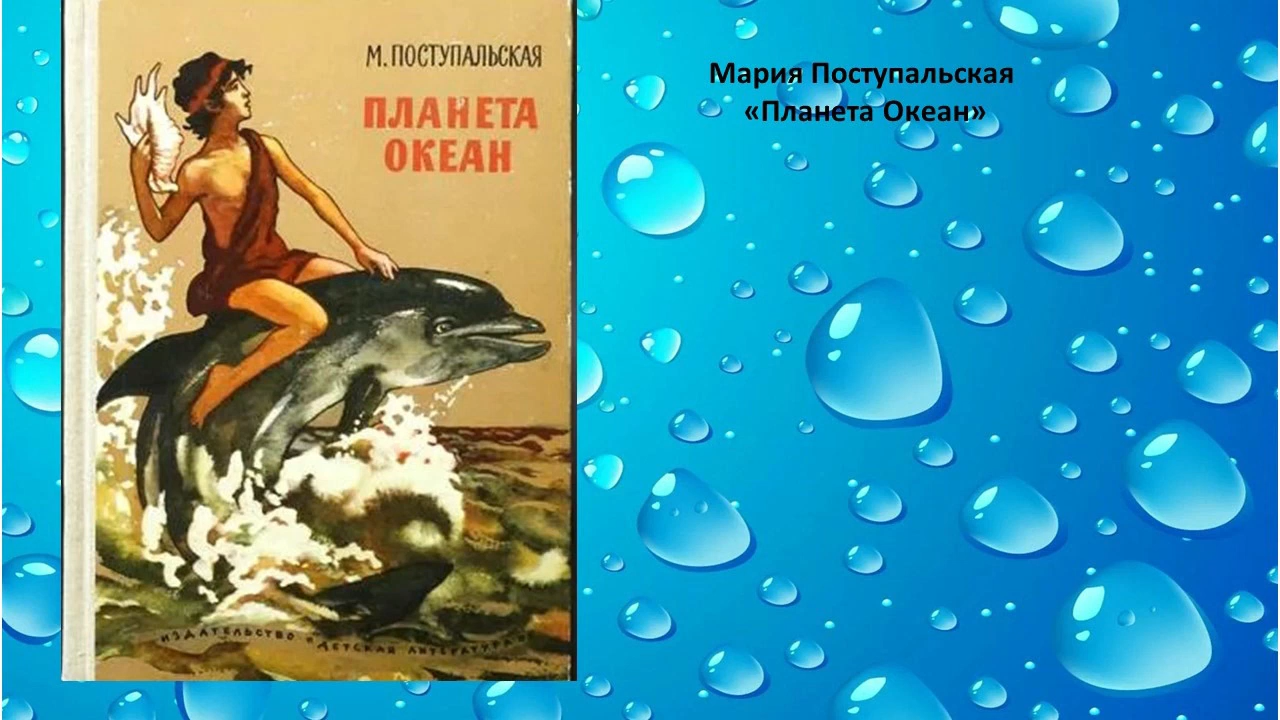 М. ПОСТУПАЛЬСКАЯ
ПЛАНЕТА
ОКЕАН
ИЗДАТЕЛЬСТВО «ДЕТСКАЯ ЛИТЕРАТУРА»
Мария Поступальская
«Планета Океан»